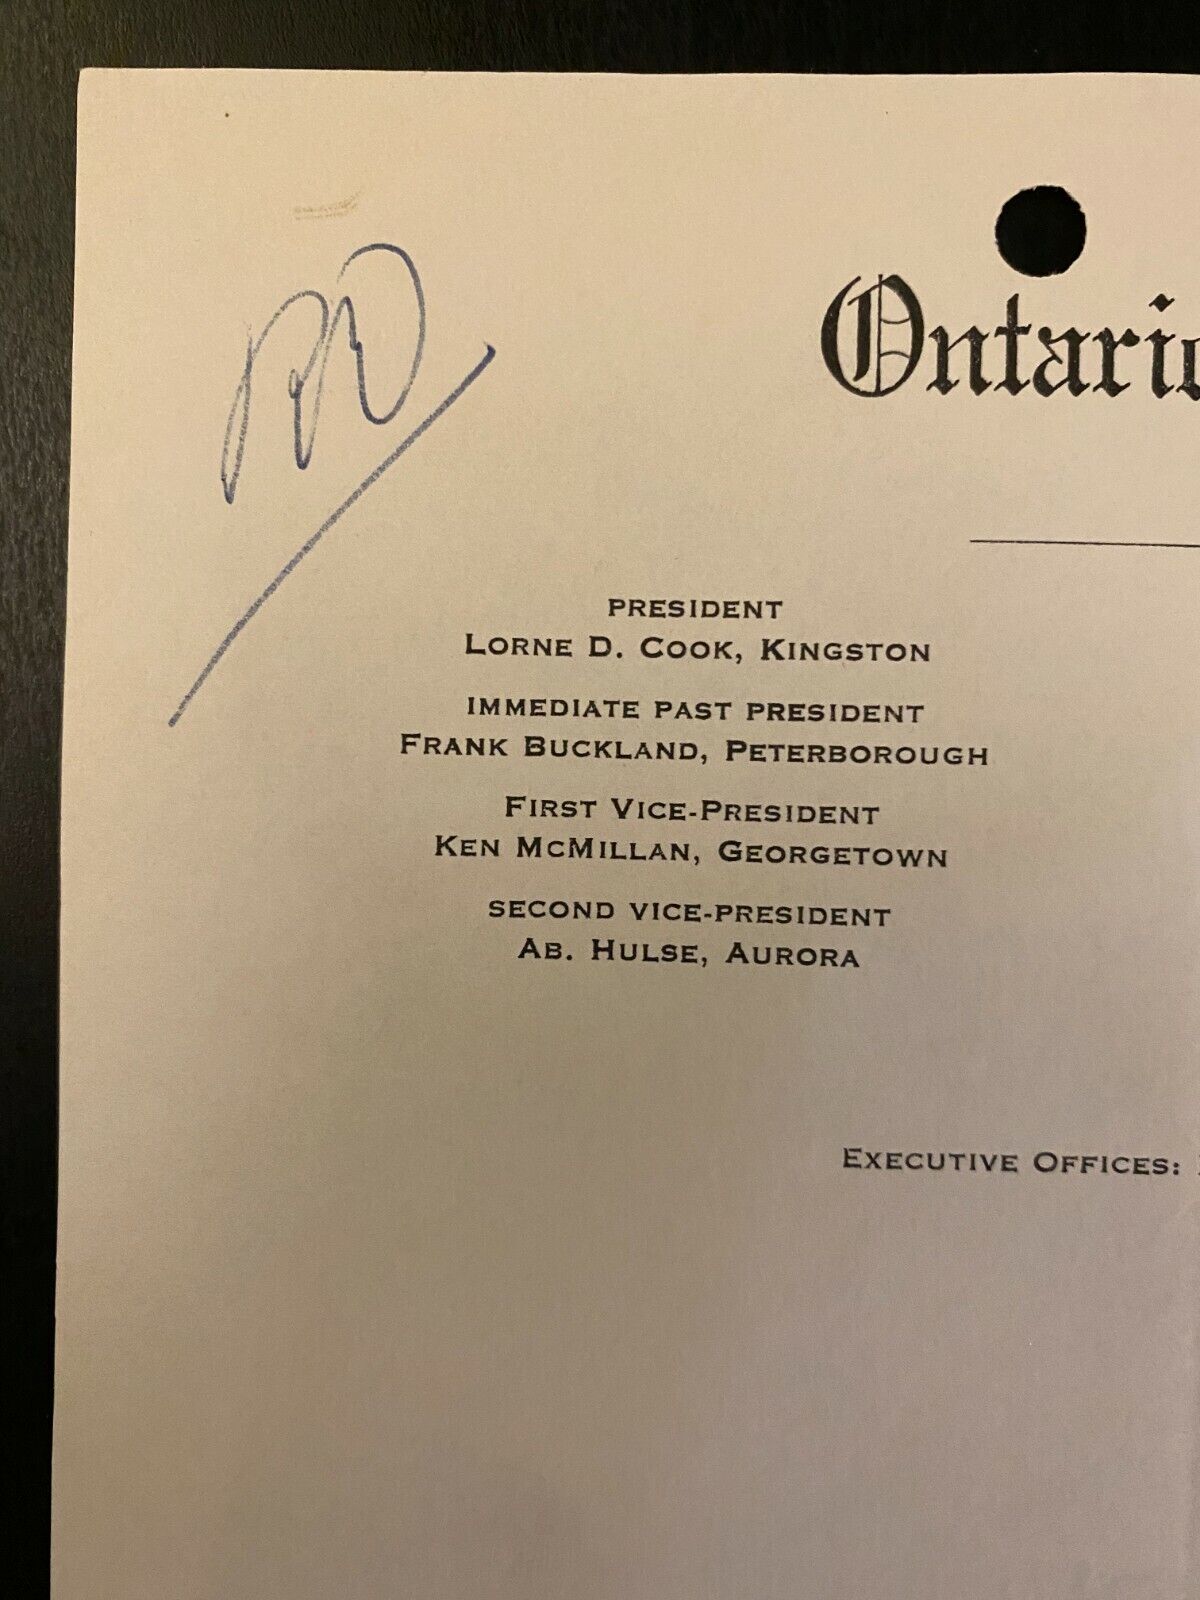 Ontario
PRESIDENT
LORNE D. COOK, KINGSTON
IMMEDIATE PAST PRESIDENT
FRANK BUCKLAND, PETERBOROUGH
FIRST VICE-PRESIDENT
KEN MCMILLAN, GEORGETOWN
SECOND VICE-PRESIDENT
AB. HULSE, AURORA
EXECUTIVE OFFICES: